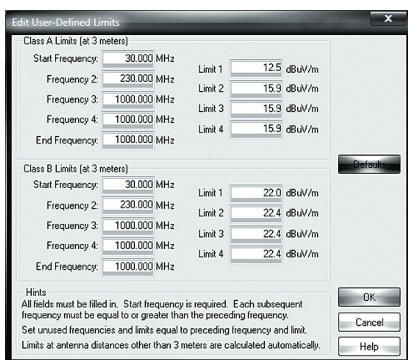 Edit User-Defined Limits
X
Class A Limits (at 3 meters)
Start Frequency: 30.000 MHz
Frequency 2: 230.000 MHz
Frequency 3: 1000.000 MHz
Frequency 4: 1000.000 MHz
End Frequency: 1000.000 MHz
Limit 1 12.5 dBuV/m
Limit 2 15.9 dBuV/m
Limit 3 15.9 dBuV/m
Limit 4 15.9 dBuV/m
Defaults
Class B Limits (at 3 meters)
Start Frequency: 30.000 MHz
Frequency 2: 230.000 MHz
Frequency 3: 1000.000 MHz
Frequency 4: 1000.000 MHz
End Frequency: 1000.000 MHz
Limit 1 22.0 dBuV/m
Limit 2 22.4 dBuV/m
Limit 3 22.4 dBuV/m
Limit 4 22.4 dBuV/m
Hints
All fields must be filled in. Start frequency is required. Each subsequent
frequency must be equal to or greater than the preceding frequency.
Set unused frequencies and limits equal to preceding frequency and limit.
Limits at antenna distances other than 3 meters are calculated automatically.
OK
Cancel
Help